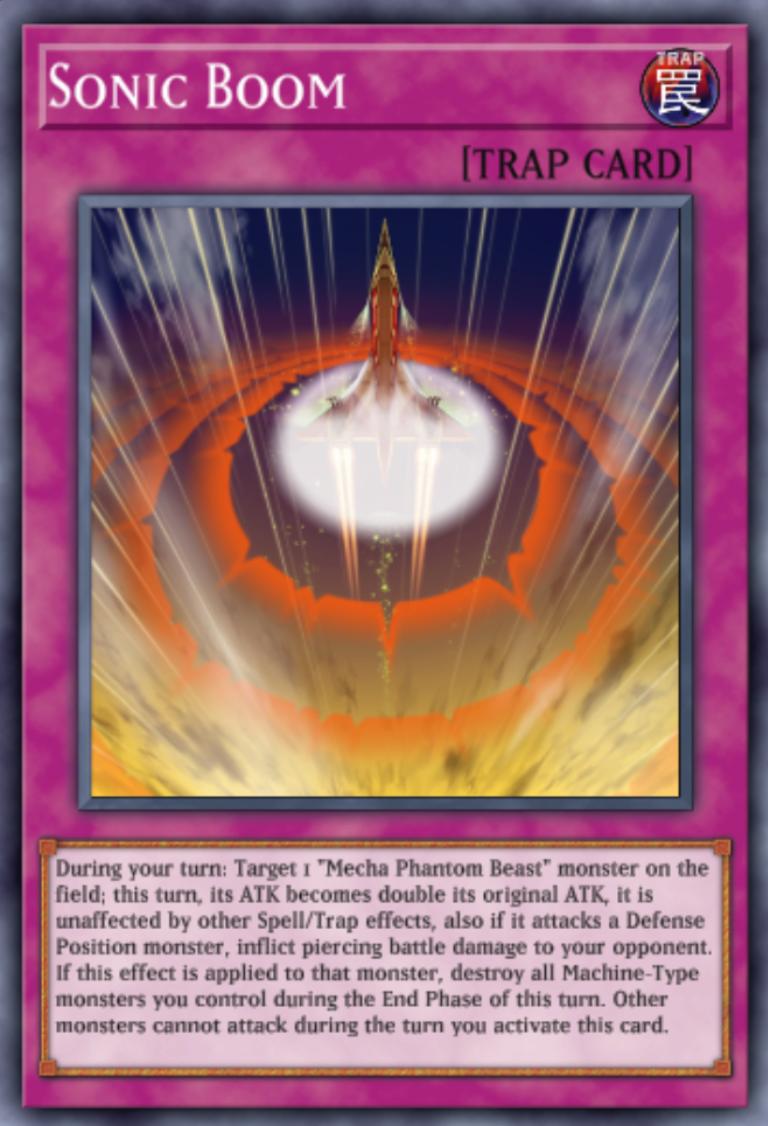 SONIC BOOM
TRAP
罠
[TRAP CARD]
During your turn: Target 1 "Mecha Phantom Beast" monster on the
field; this turn, its ATK becomes double its original ATK, it is
unaffected by other Spell/Trap effects, also if it attacks a Defense
Position monster, inflict piercing battle damage to your opponent.
If this effect is applied to that monster, destroy all Machine-Type
monsters you control during the End Phase of this turn. Other
monsters cannot attack during the turn you activate this card.